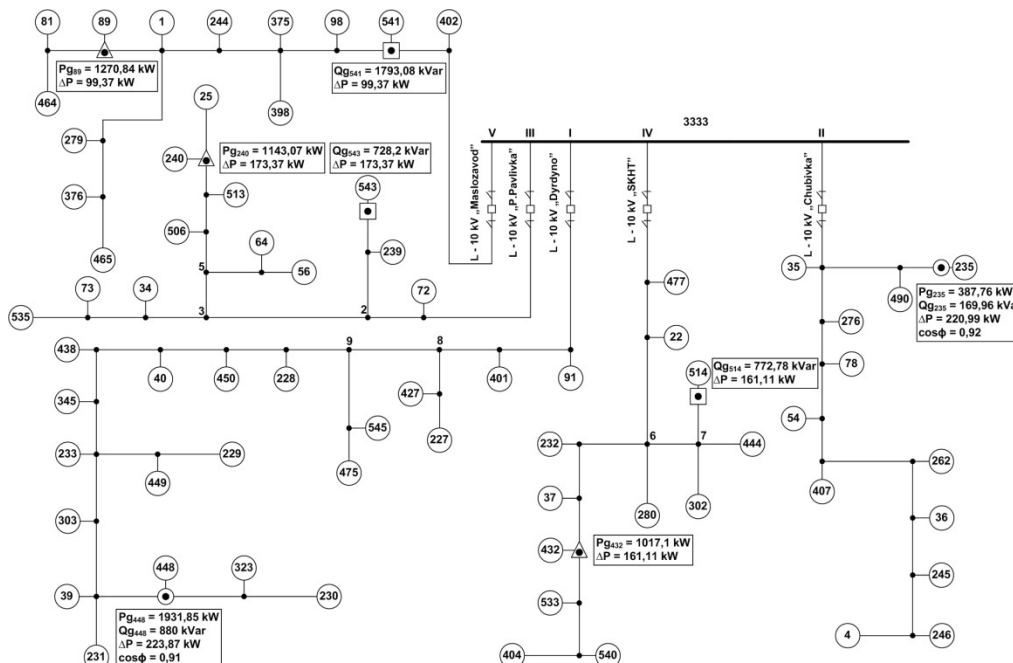 81
89
1
244
375
98
541
402
Pg89 = 1270,84 kW
ΔP = 99,37 kW
Qg541 = 1793,08 kVar
ΔP = 99,37 kW
464
398
25
279
376
465
240
Pg240 = 1143,07 kW
ΔP = 173,37 kW
Qg543 = 728,2 kVar
ΔP = 173,37 kW
543
513
506
64
56
5
239
73
34
72
535
3
2
3333
V
III
I
IV
II
L - 10 kV „Maslozavod”
L - 10 kV „P.Pavlivka”
L - 10 kV „Dyrdyno”
L - 10 kV „SKHT”
L - 10 kV „Chubivka”
35
235
490
Pg235 = 387,76 kW
Qg235 = 169,96 kVa
ΔP = 220,99 kW
cosϕ = 0,92
477
276
22
78
514
Qg514 = 772,78 kVar
ΔP = 161,11 kW
54
438
9
8
40
450
228
401
91
427
227
345
545
475
233
229
449
232
6
7
444
262
407
37
280
302
36
303
432
Pg432 = 1017,1 kW
ΔP = 161,11 kW
448
323
39
230
533
245
231
Pg448 = 1931,85 kW
Qg448 = 880 kVar
ΔP = 223,87 kW
cosϕ = 0,91
404
540
4
246